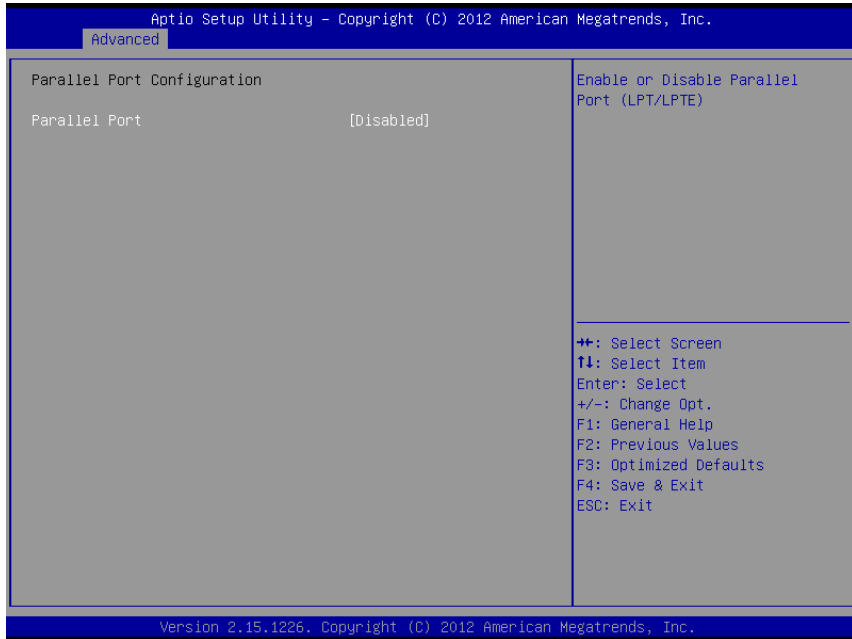 Aptio Setup Utility – Copyright (C) 2012 American Megatrends, Inc.
Advanced
Parallel Port Configuration
Parallel Port [Disabled]
Enable or Disable Parallel
Port (LPT/LPTE)
→←: Select Screen
↑↓: Select Item
Enter: Select
+/-: Change Opt.
F1: General Help
F2: Previous Values
F3: Optimized Defaults
F4: Save & Exit
ESC: Exit
Version 2.15.1226. Copyright (C) 2012 American Megatrends, Inc.